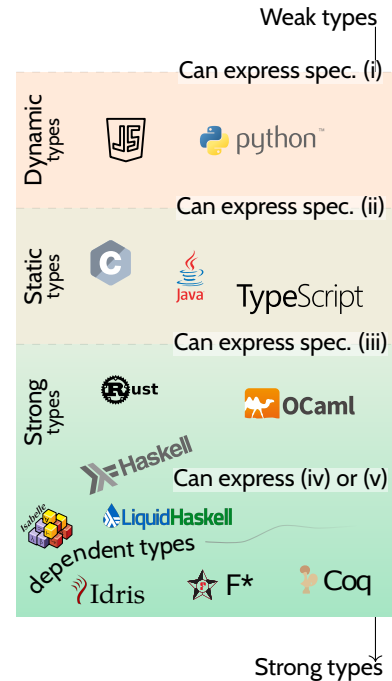 Weak types
Can express spec. (i)
Dynamic
types
JS
python™
Can express spec. (ii)
Static
types
C
Java
TypeScript
Can express spec. (iii)
Strong
types
Rust
OCaml
Haskell
Can express (iv) or (v)
Isabelle
LiquidHaskell
dependent types
Idris
F*
Coq
Strong types